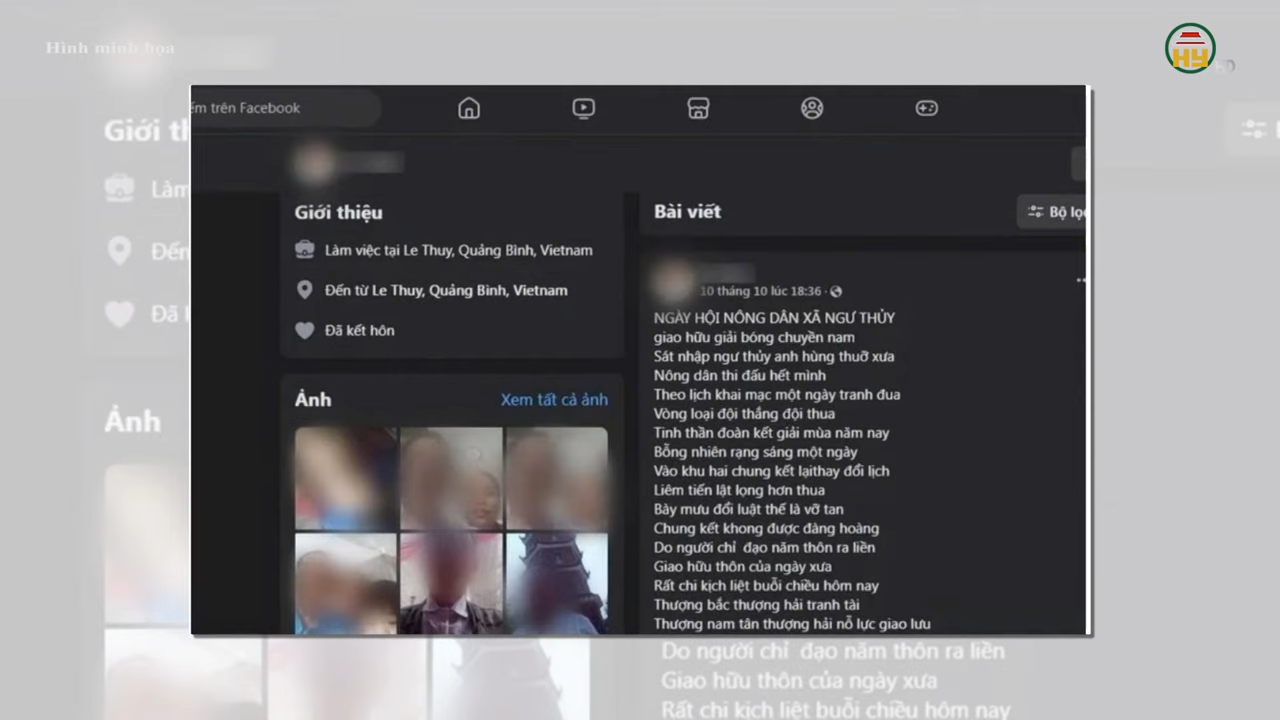 Hình minh họa
HY
ếm trên Facebook
Giới thiệu
Làm việc tại Le Thuy, Quảng Bình, Vietnam
Đến từ Le Thuy, Quảng Bình, Vietnam
Đã kết hôn
Ảnh
Xem tất cả ảnh
Bài viết
Bộ lọc
10 tháng 10 lúc 18:36
NGÀY HỘI NÔNG DÂN XÃ NGƯ THỦY
giao hữu giải bóng chuyền nam
Sát nhập ngư thủy anh hùng thuở xưa
Nông dân thi đấu hết mình
Theo lịch khai mạc một ngày tranh đua
Vòng loại đội thắng đội thua
Tinh thần đoàn kết giải mùa năm nay
Bỗng nhiên rạng sáng một ngày
Vào khu hai chung kết lạithay đổi lịch
Liêm tiến lật lọng hơn thua
Bày mưu đổi luật thế là vỡ tan
Chung kết khong được đàng hoàng
Do người chỉ đạo năm thôn ra liền
Giao hữu thôn của ngày xưa
Rất chi kịch liệt buổi chiều hôm nay
Thượng bắc thượng hải tranh tài
Thượng nam tân thượng hải nỗ lực giao lưu
Giới th
Làm
Đến
Đã
Ảnh
Do người chỉ đạo năm thôn ra liền
Giao hữu thôn của ngày xưa
Rất chi kịch liệt buổi chiều hôm nay